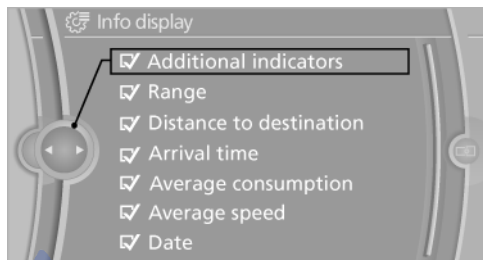 Info display
Additional indicators
Range
Distance to destination
Arrival time
Average consumption
Average speed
Date